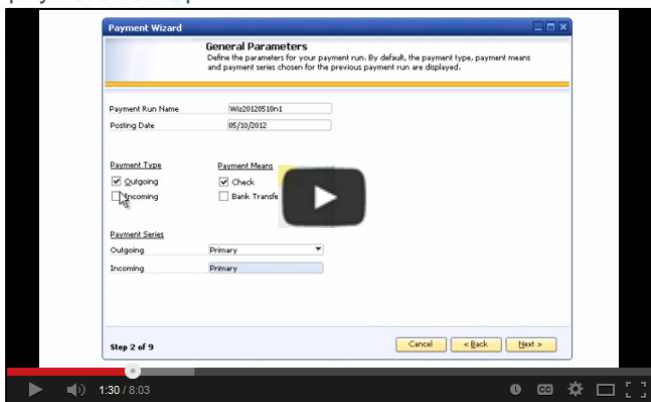 Payment Wizard
General Parameters
Define the parameters for your payment run. By default, the payment type, payment means
and payment series chosen for the previous payment run are displayed.
Payment Run Name Wiz20120510n1
Posting Date 05/10/2012
Payment Type Payment Means
Outgoing Check
Incoming Bank Transfe
Payment Series
Outgoing Primary
Incoming Primary
Step 2 of 9 Cancel < Back Next >
1:30 / 8:03 CC